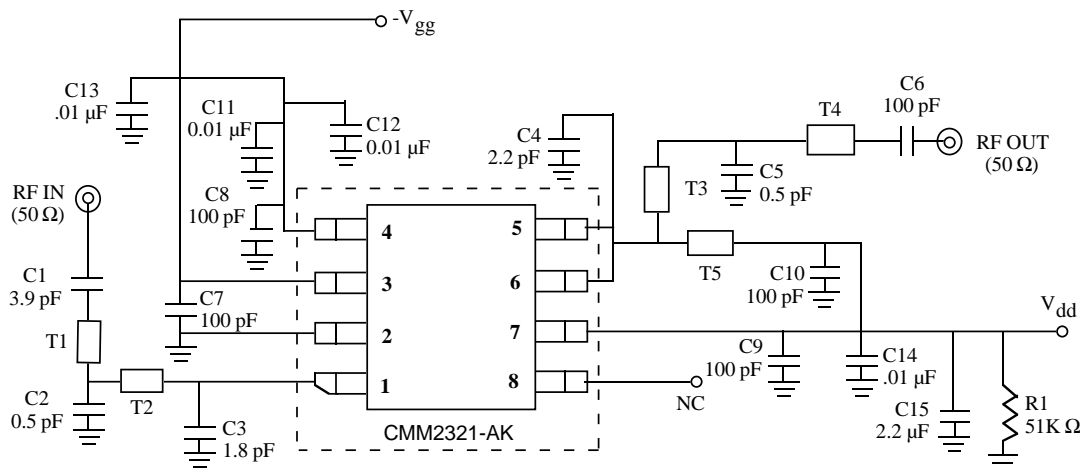 -Vgg
C13
.01 µF
C11
0.01 µF
C12
0.01 µF
C4
2.2 pF
C6
100 pF
T4
RF OUT
(50 Ω)
C5
0.5 pF
T3
RF IN
(50 Ω)
C8
100 pF
4
5
3
6
2
7
1
8
T5
C10
100 pF
C1
3.9 pF
C7
100 pF
T1
Vdd
C9
100 pF
C14
.01 µF
T2
C2
0.5 pF
C3
1.8 pF
NC
C15
2.2 µF
R1
51K Ω
CMM2321-AK